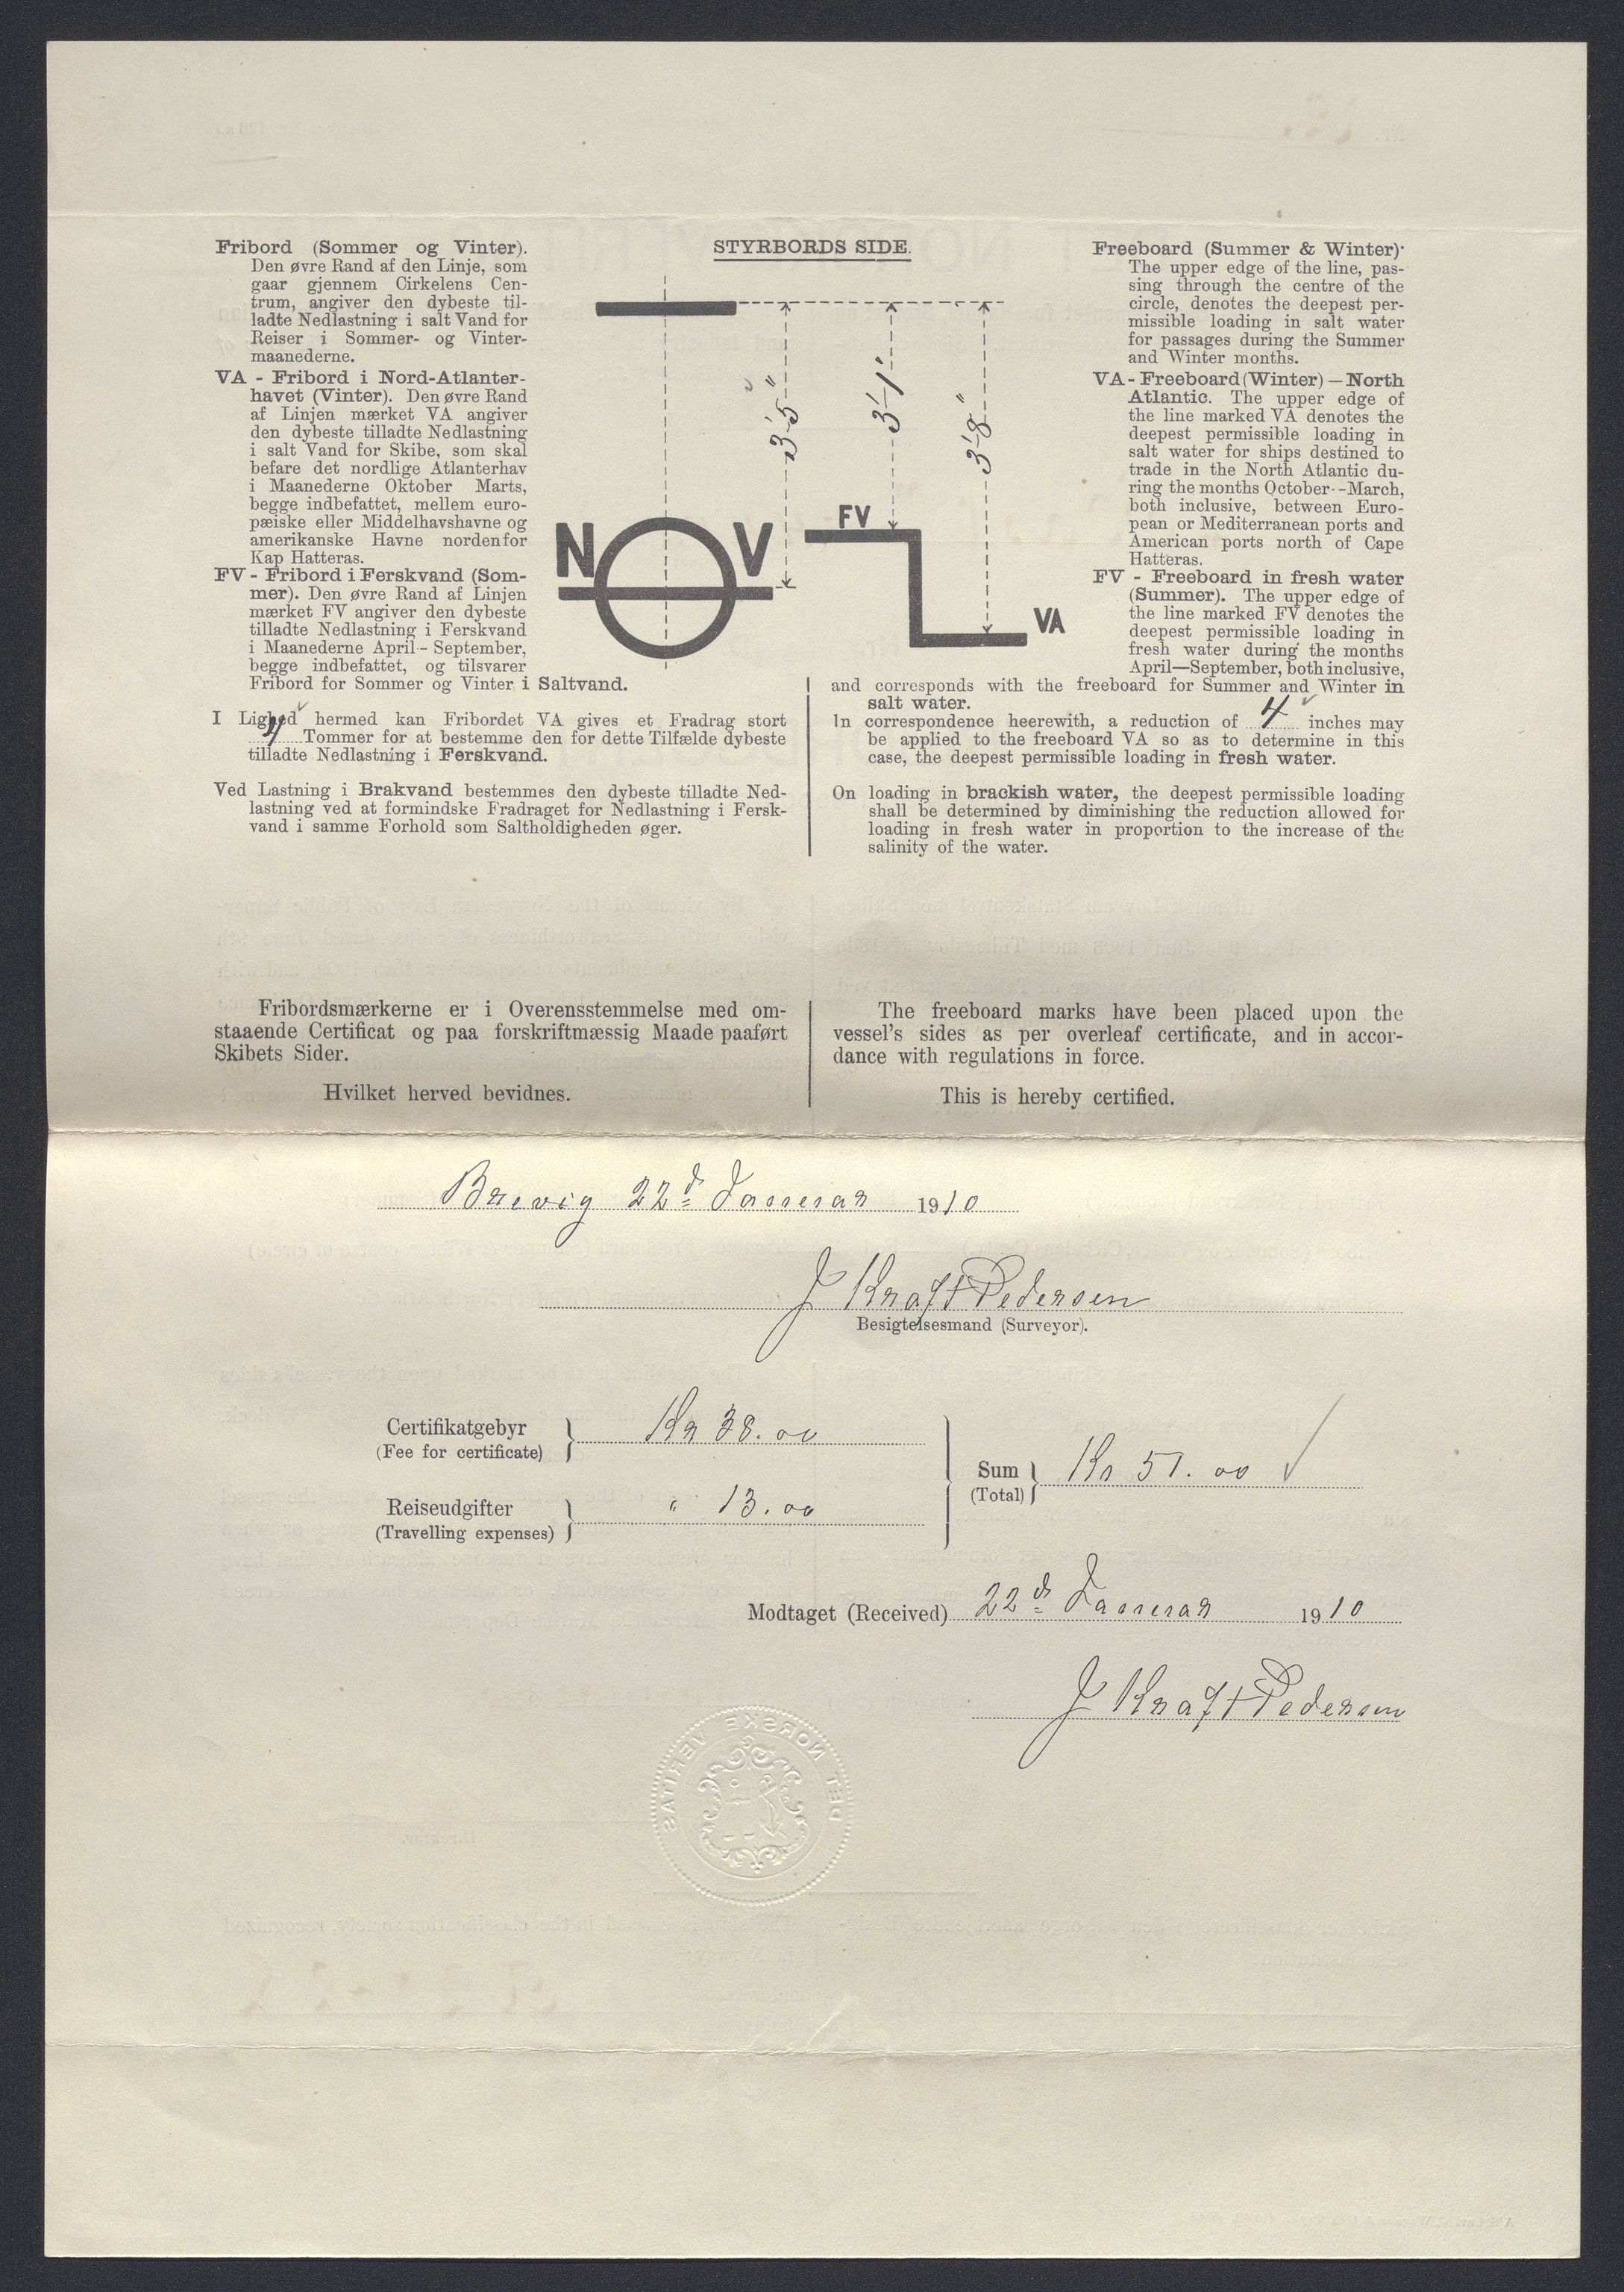 Fribord (Sommer og Vinter).
Den øvre Rand af den Linje, som
gaar gjennem Cirkelens Cen-
trum, angiver den dybeste til-
ladte Nedlastning i salt Vand for
Reiser i Sommer- og Vinter-
maanederne.
VA - Fribord i Nord-Atlanter-
havet (Vinter). Den øvre Rand
af Linjen mærket VA angiver
den dybeste tilladte Nedlastning
i salt Vand for Skibe, som skal
befare det nordlige Atlanterhav
i Maanederne Oktober Marts,
begge indbefattet, mellem euro-
pæiske eller Middelhavshavne og
amerikanske Havne nordenfor
Kap Hatteras.
FV - Fribord i Ferskvand (Som-
mer). Den øvre Rand af Linjen
mærket FV angiver den dybeste
tilladte Nedlastning i Ferskvand
i Maanederne April - September,
begge indbefattet, og tilsvarer
Fribord for Sommer og Vinter i Saltvand.
STYRBORDS SIDE.
3'-5"
3'-1"
3'-8"
N V
FV
VA
Freeboard (Summer & Winter).
The upper edge of the line, pas-
sing through the centre of the
circle, denotes the deepest per-
missible loading in salt water
for passages during the Summer
and Winter months.
VA - Freeboard (Winter) — North
Atlantic. The upper edge of
the line marked VA denotes the
deepest permissible loading in
salt water for ships destined to
trade in the North Atlantic du-
ring the months October--March,
both inclusive, between Euro-
pean or Mediterranean ports and
American ports north of Cape
Hatteras.
FV - Freeboard in fresh water
(Summer). The upper edge of
the line marked FV denotes the
deepest permissible loading in
fresh water during the months
April—September, both inclusive,
and corresponds with the freeboard for Summer and Winter in
salt water.
I Lighed hermed kan Fribordet VA gives et Fradrag stort
4 Tommer for at bestemme den for dette Tilfælde dybeste
tilladte Nedlastning i Ferskvand.
In correspondence heerewith, a reduction of 4 inches may
be applied to the freeboard VA so as to determine in this
case, the deepest permissible loading in fresh water.
Ved Lastning i Brakvand bestemmes den dybeste tilladte Ned-
lastning ved at formindske Fradraget for Nedlastning i Fersk-
vand i samme Forhold som Saltholdigheden øger.
On loading in brackish water, the deepest permissible loading
shall be determined by diminishing the reduction allowed for
loading in fresh water in proportion to the increase of the
salinity of the water.
Fribordsmærkerne er i Overensstemmelse med om-
staaende Certificat og paa forskriftmæssig Maade paaført
Skibets Sider.
Hvilket herved bevidnes.
The freeboard marks have been placed upon the
vessel's sides as per overleaf certificate, and in accor-
dance with regulations in force.
This is hereby certified.
Brevig 22d Januar 1910
J Kraft Pedersen
Besigtelsesmand (Surveyor).
Certifikatgebyr
(Fee for certificate) Kr 38.00
Reiseudgifter
(Travelling expenses) " 13.00
Sum
(Total) Kr 51.00
Modtaget (Received) 22d Januar 1910
J Kraft Pedersen
DET NORSKE VERITAS